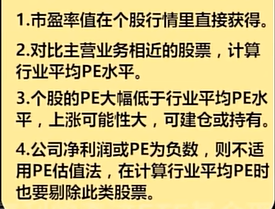 1.市盈率值在个股行情里直接获得。
2.对比主营业务相近的股票，计算
行业平均PE水平。
3.个股的PE大幅低于行业平均PE水
平，上涨可能性大，可建仓或持有。
4.公司净利润或PE为负数，则不适
用PE估值法，在计算行业平均PE时
也要剔除此类股票。